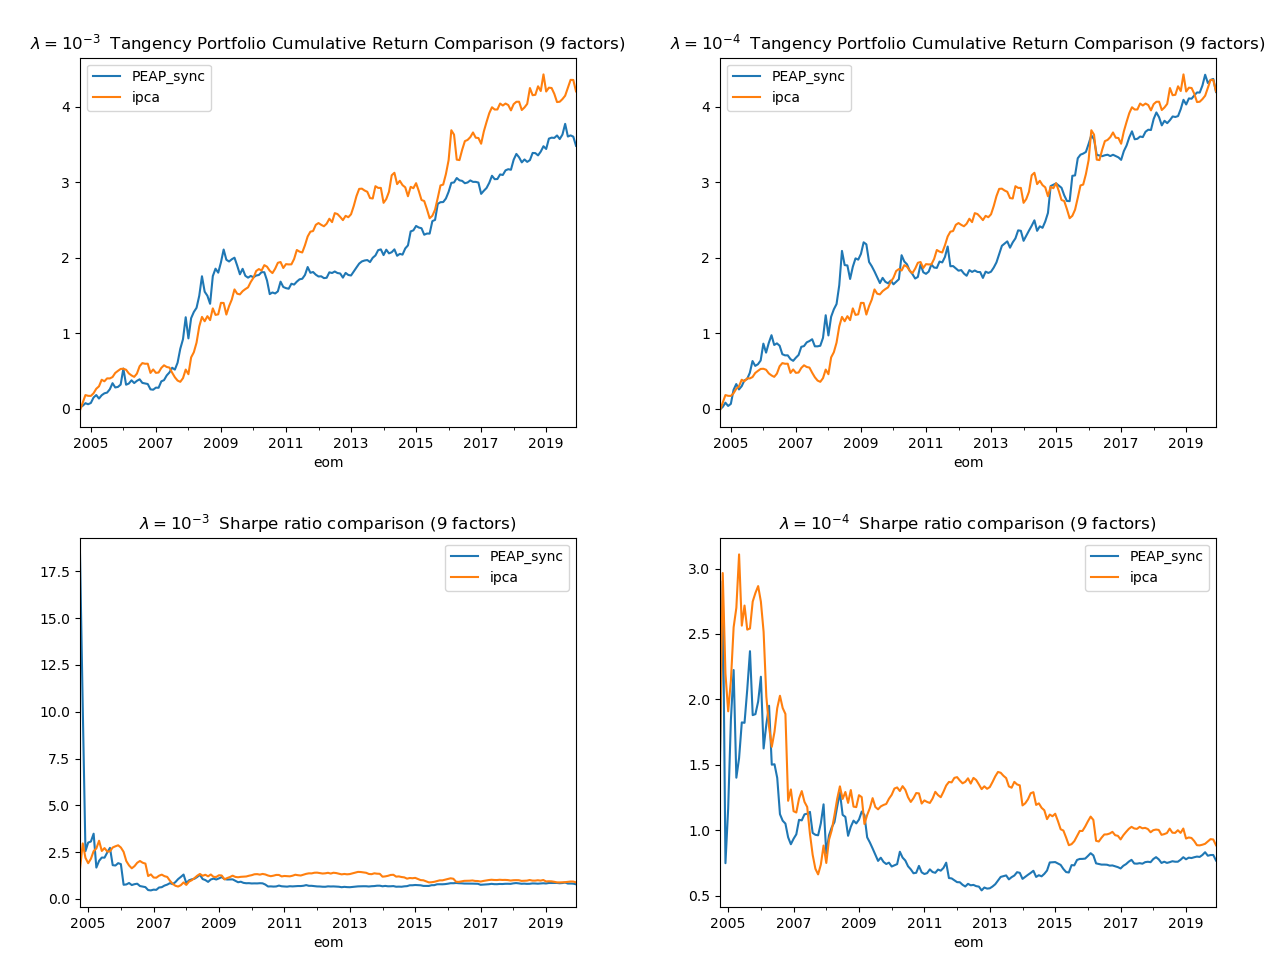 λ = 10⁻³ Tangency Portfolio Cumulative Return Comparison (9 factors)
PEAP_sync
ipca
4
3
2
1
0
2005 2007 2009 2011 2013 2015 2017 2019
eom
λ = 10⁻⁴ Tangency Portfolio Cumulative Return Comparison (9 factors)
PEAP_sync
ipca
4
3
2
1
0
2005 2007 2009 2011 2013 2015 2017 2019
eom
λ = 10⁻³ Sharpe ratio comparison (9 factors)
PEAP_sync
ipca
17.5
15.0
12.5
10.0
7.5
5.0
2.5
0.0
2005 2007 2009 2011 2013 2015 2017 2019
eom
λ = 10⁻⁴ Sharpe ratio comparison (9 factors)
PEAP_sync
ipca
3.0
2.5
2.0
1.5
1.0
0.5
2005 2007 2009 2011 2013 2015 2017 2019
eom